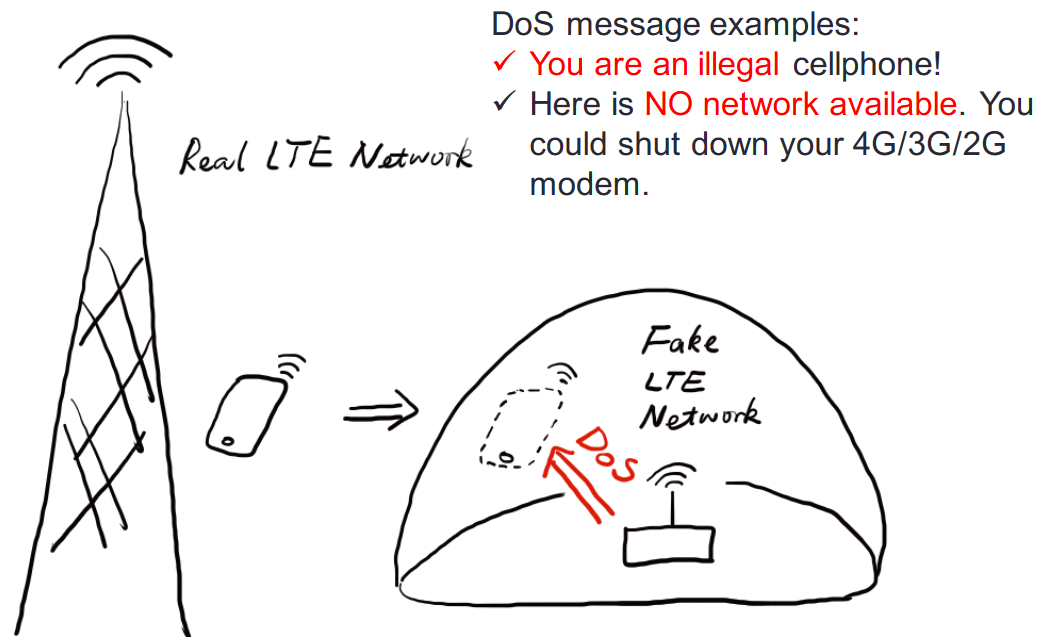 DoS message examples:
✓ You are an illegal cellphone!
✓ Here is NO network available. You
could shut down your 4G/3G/2G
modem.
Real LTE Network
Fake
LTE
Network
DoS